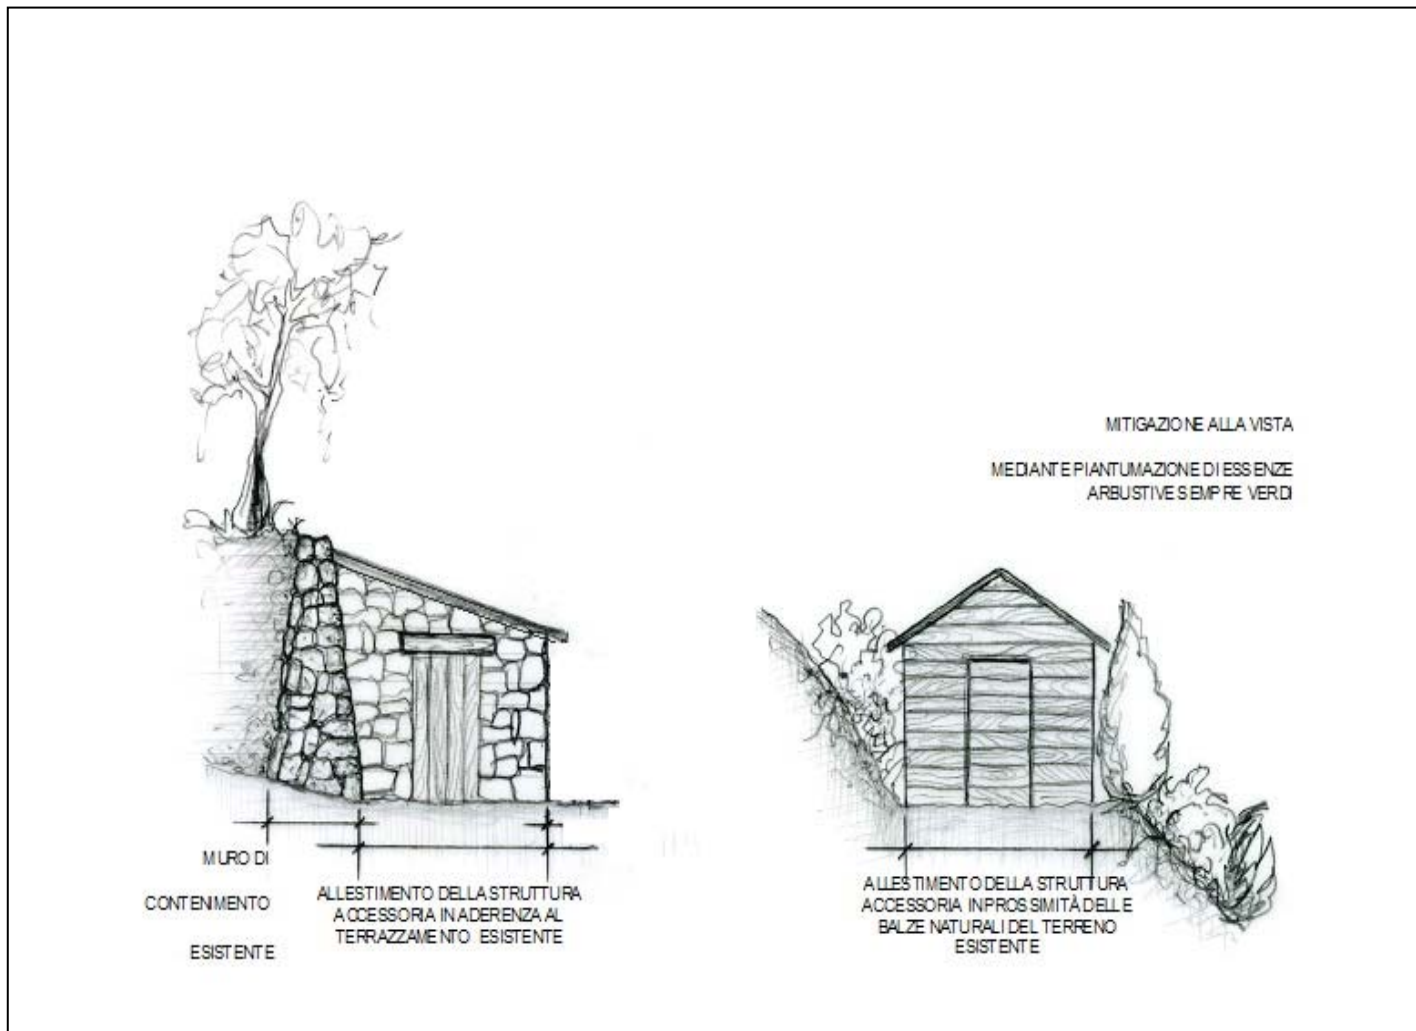 MITIGAZIONE ALLA VISTA
MEDIANTE PIANTUMAZIONE DI ESSENZE
ARBUSTIVE SEMPRE VERDI
MURO DI
CONTENIMENTO
ESISTENTE
ALLESTIMENTO DELLA STRUTTURA
ACCESSORIA IN ADERENZA AL
TERRAZZAMENTO ESISTENTE
ALLESTIMENTO DELLA STRUTTURA
ACCESSORIA IN PROSSIMITÀ DELLE
BALZE NATURALI DEL TERRENO
ESISTENTE